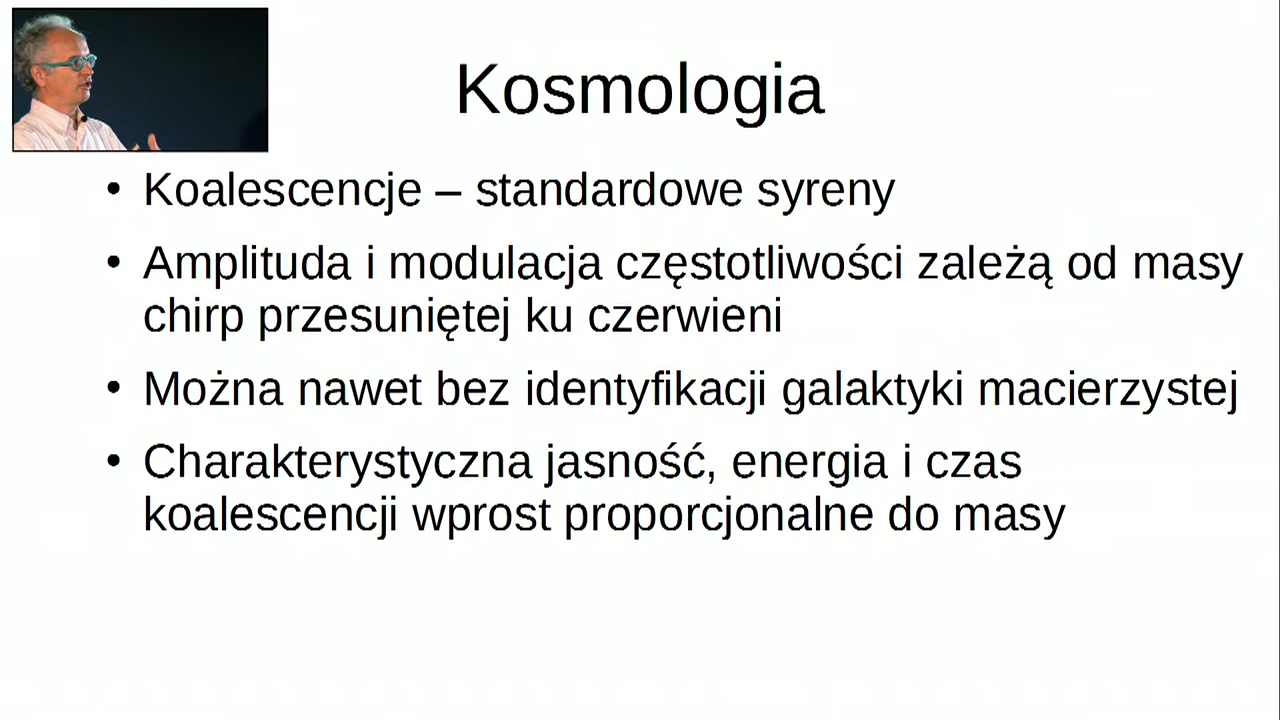 Kosmologia
• Koalescencje – standardowe syreny
• Amplituda i modulacja częstotliwości zależą od masy
chirp przesuniętej ku czerwieni
• Można nawet bez identyfikacji galaktyki macierzystej
• Charakterystyczna jasność, energia i czas
koalescencji wprost proporcjonalne do masy